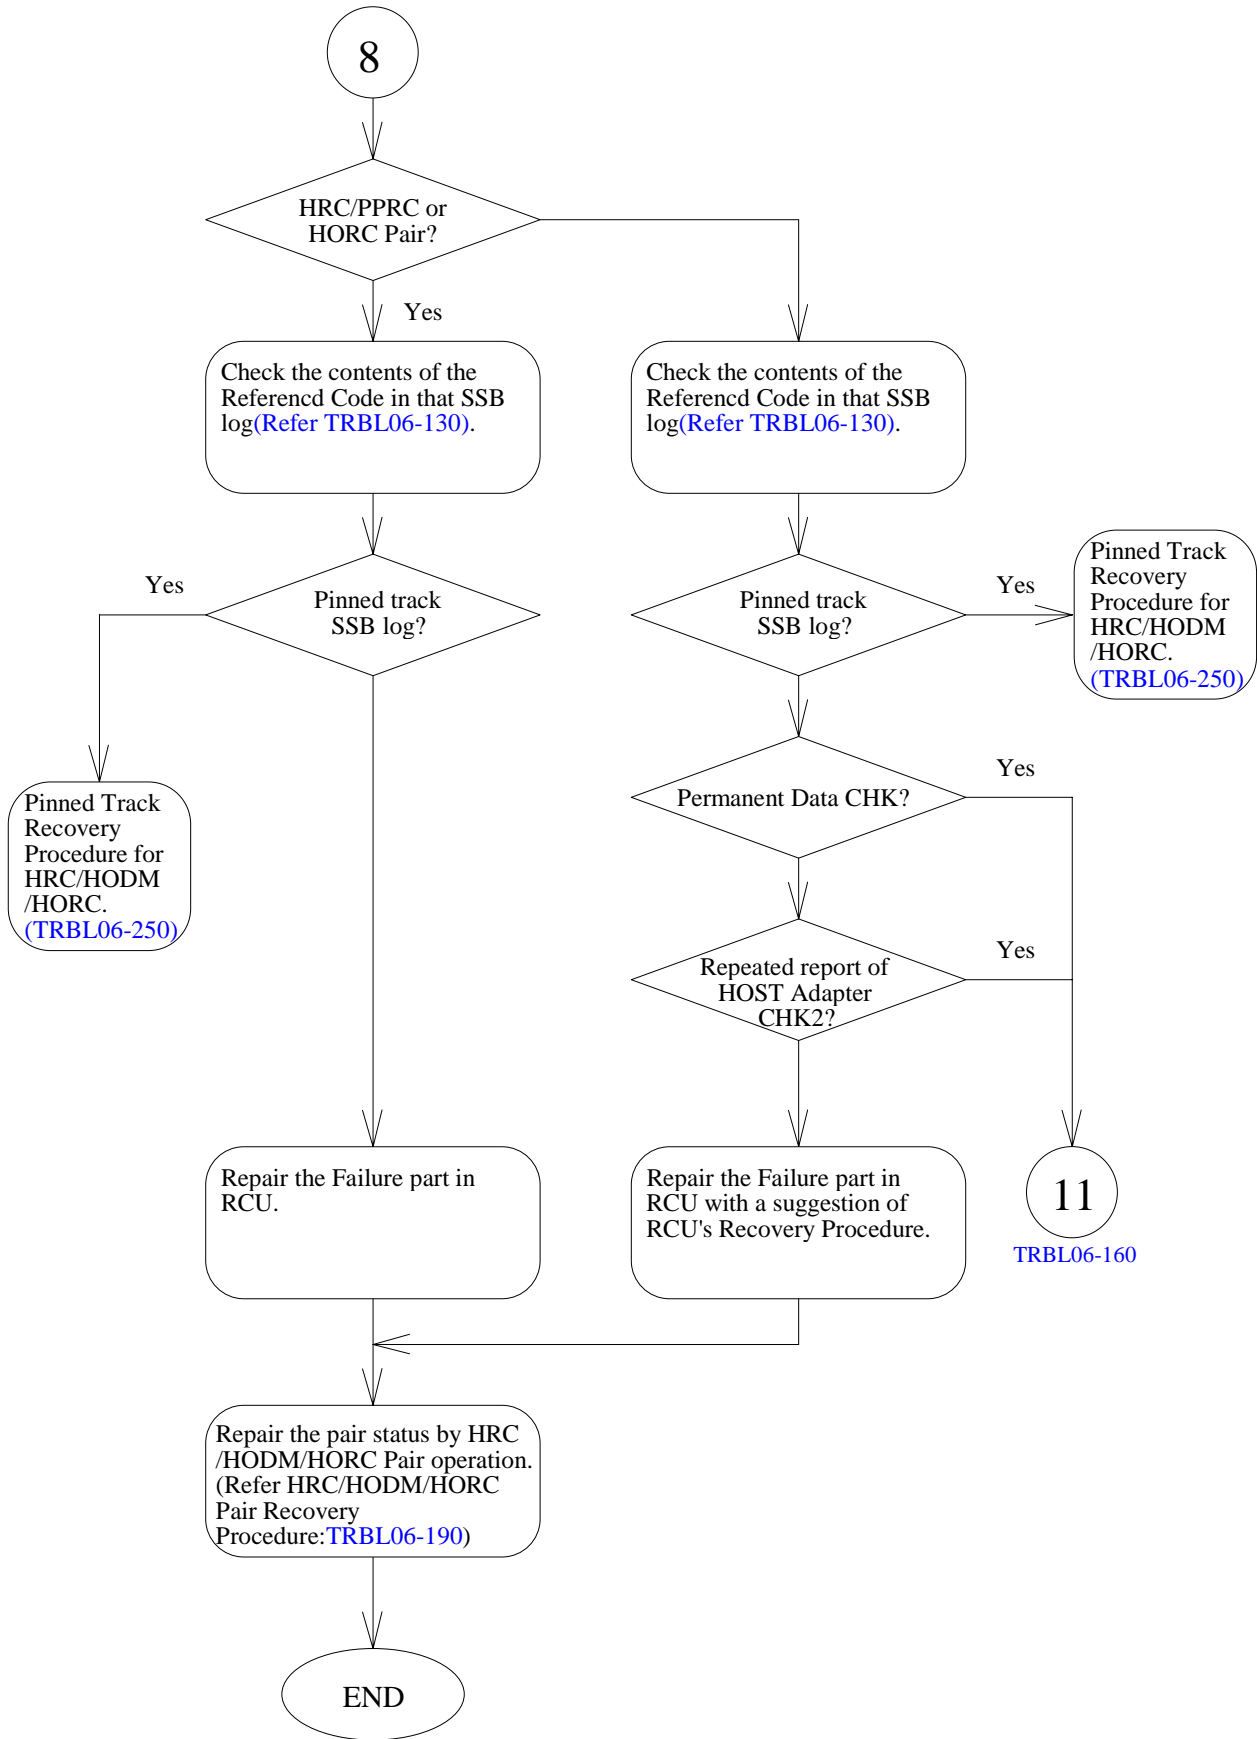 8
HRC/PPRC or
HORC Pair?
Yes
Check the contents of the
Referencd Code in that SSB
log(Refer TRBL06-130).
Check the contents of the
Referencd Code in that SSB
log(Refer TRBL06-130).
Yes
Pinned track
SSB log?
Pinned track
SSB log?
Yes
Pinned Track
Recovery
Procedure for
HRC/HODM
/HORC.
(TRBL06-250)
Permanent Data CHK?
Yes
Pinned Track
Recovery
Procedure for
HRC/HODM
/HORC.
(TRBL06-250)
Repeated report of
HOST Adapter
CHK2?
Yes
Repair the Failure part in
RCU.
Repair the Failure part in
RCU with a suggestion of
RCU's Recovery Procedure.
11
TRBL06-160
Repair the pair status by HRC
/HODM/HORC Pair operation.
(Refer HRC/HODM/HORC
Pair Recovery
Procedure:TRBL06-190)
END